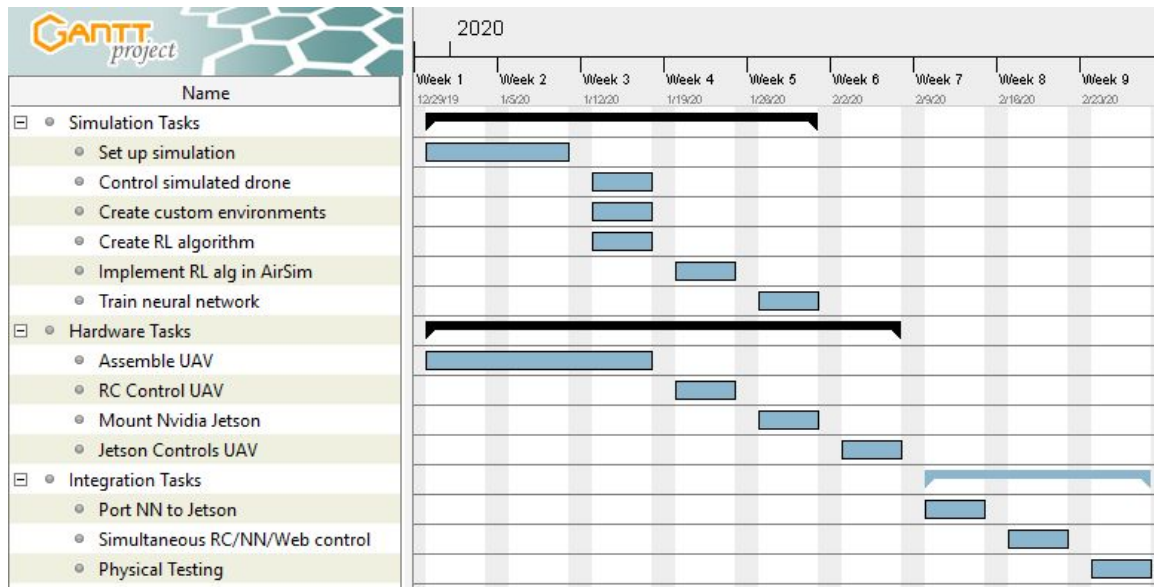 GANTT
project
2020
Week 1 Week 2 Week 3 Week 4 Week 5 Week 6 Week 7 Week 8 Week 9
12/29/19 1/5/20 1/12/20 1/19/20 1/26/20 2/2/20 2/9/20 2/16/20 2/23/20
Name
Simulation Tasks
Set up simulation
Control simulated drone
Create custom environments
Create RL algorithm
Implement RL alg in AirSim
Train neural network
Hardware Tasks
Assemble UAV
RC Control UAV
Mount Nvidia Jetson
Jetson Controls UAV
Integration Tasks
Port NN to Jetson
Simultaneous RC/NN/Web control
Physical Testing